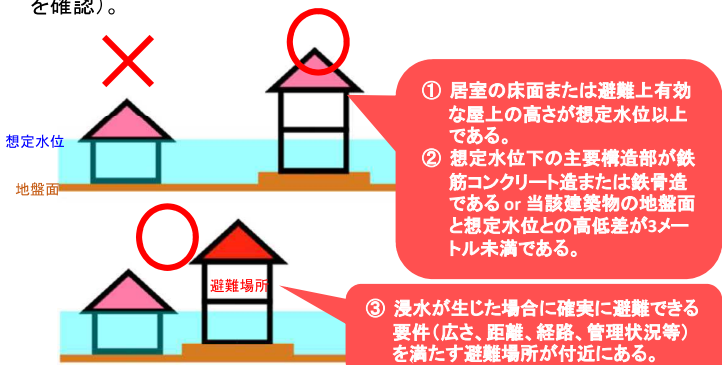 を確認)。
① 居室の床面または避難上有効
な屋上の高さが想定水位以上
である。
② 想定水位下の主要構造部が鉄
筋コンクリート造または鉄骨造
である or 当該建築物の地盤面
と想定水位との高低差が3メー
トル未満である。
想定水位
地盤面
避難場所
③ 浸水が生じた場合に確実に避難できる
要件(広さ、距離、経路、管理状況等)
を満たす避難場所が付近にある。